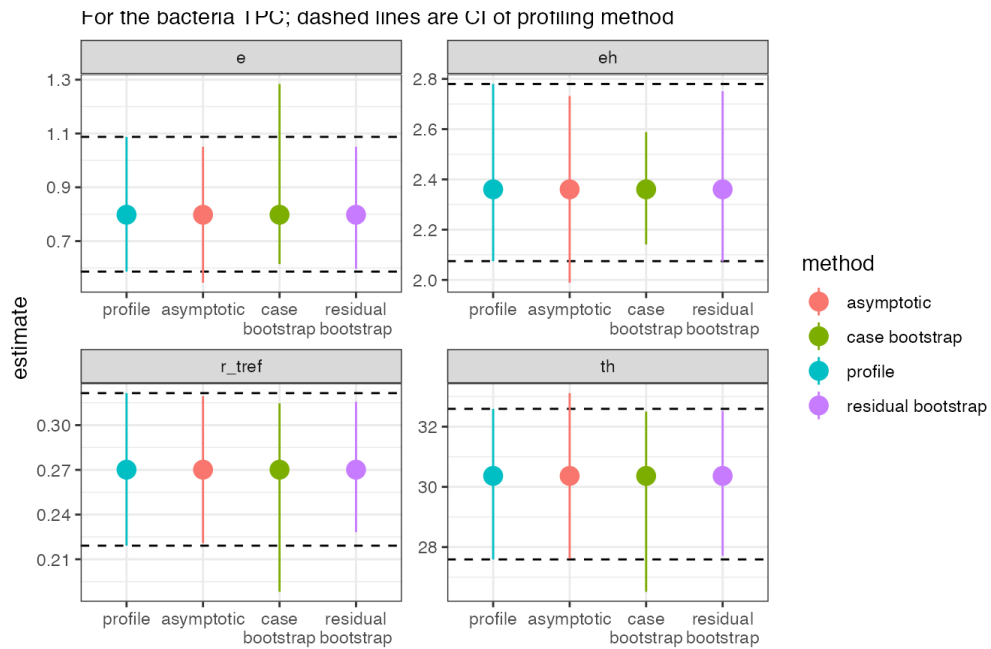 For the bacteria TPC; dashed lines are CI of profiling method
e
eh
1.3
1.1
0.9
0.7
2.8
2.6
2.4
2.2
2.0
profile
asymptotic
case
bootstrap
residual
bootstrap
profile
asymptotic
case
bootstrap
residual
bootstrap
estimate
r_tref
th
0.30
0.27
0.24
0.21
32
30
28
profile
asymptotic
case
bootstrap
residual
bootstrap
profile
asymptotic
case
bootstrap
residual
bootstrap
method
asymptotic
case bootstrap
profile
residual bootstrap